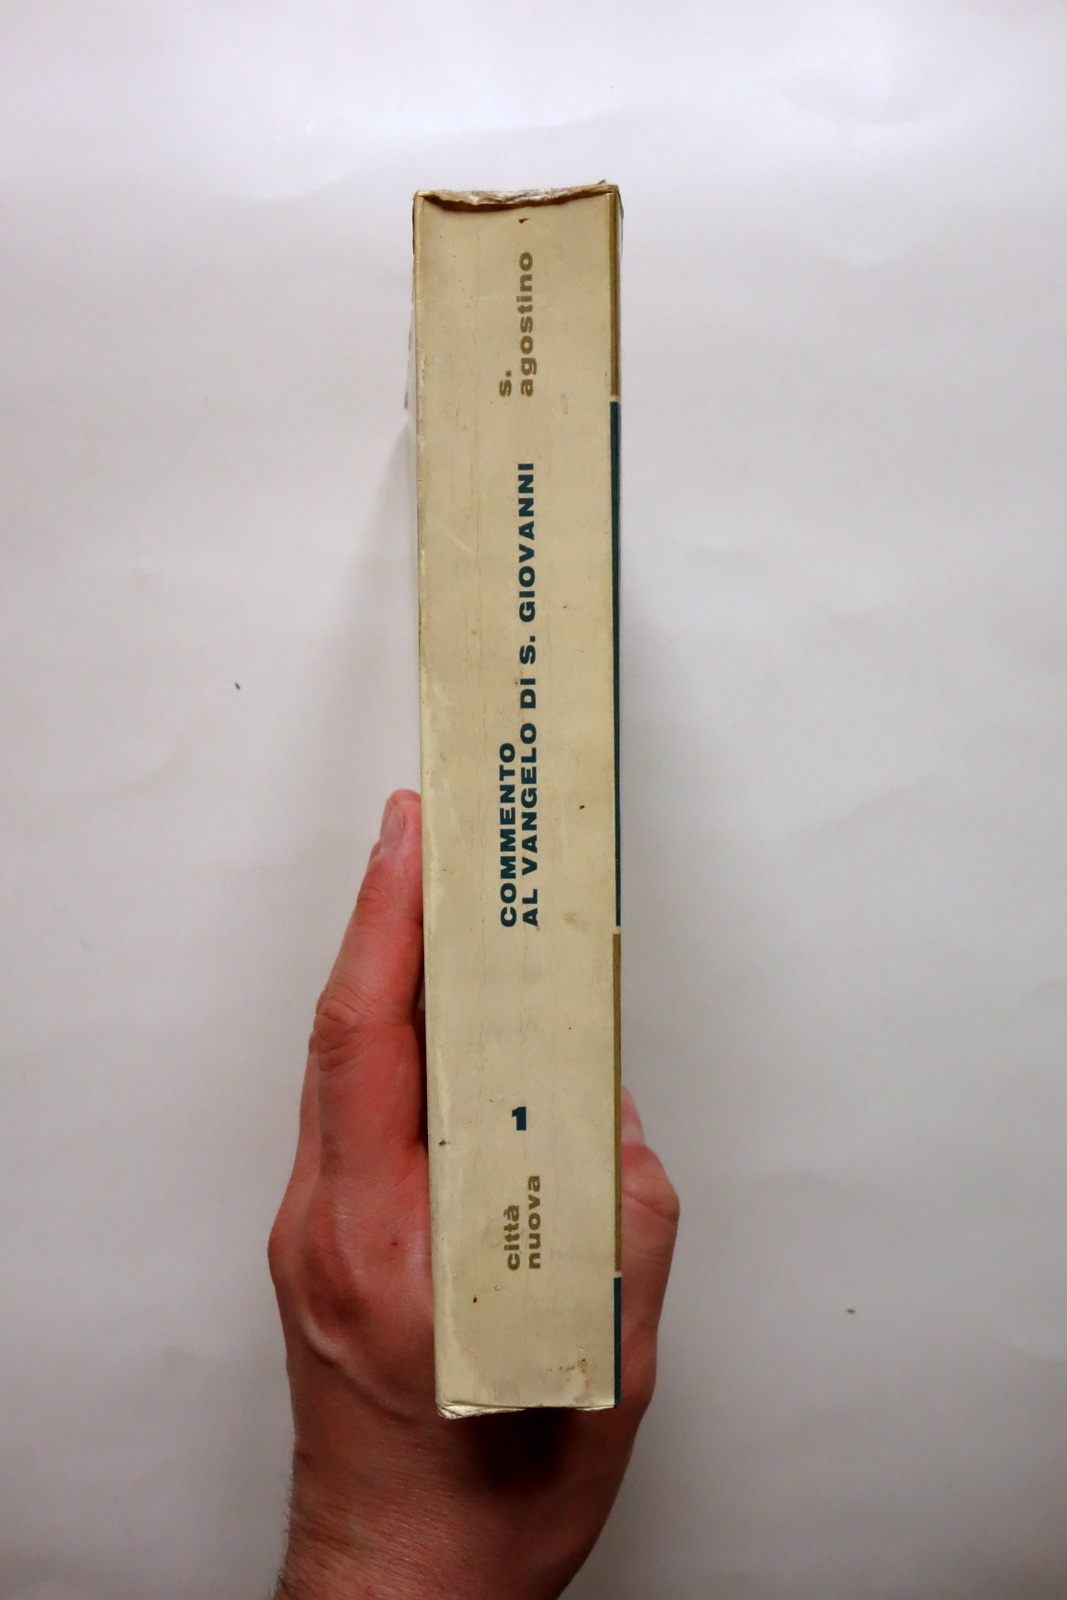 s.
agostino
COMMENTO
AL VANGELO DI S. GIOVANNI
1
città
nuova